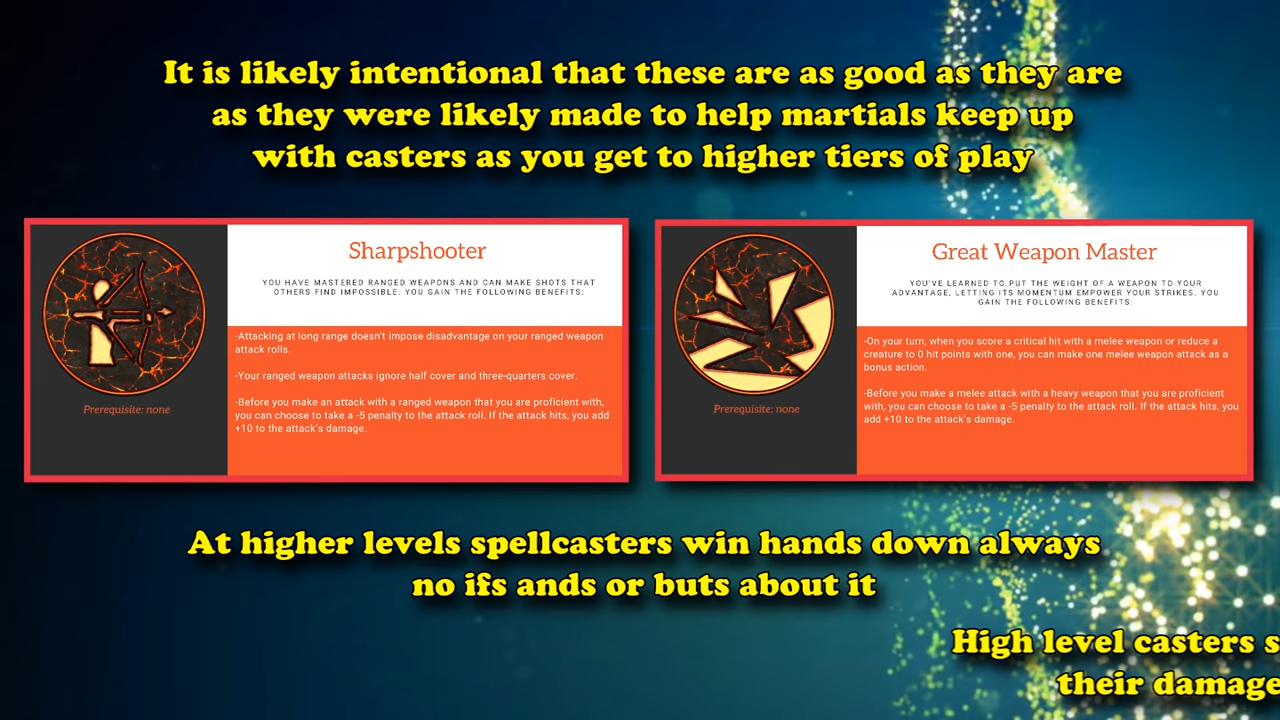 It is likely intentional that these are as good as they are
as they were likely made to help martials keep up
with casters as you get to higher tiers of play
Sharpshooter
YOU HAVE MASTERED RANGED WEAPONS AND CAN MAKE SHOTS THAT
OTHERS FIND IMPOSSIBLE. YOU GAIN THE FOLLOWING BENEFITS:
-Attacking at long range doesn't impose disadvantage on your ranged weapon
attack rolls.
-Your ranged weapon attacks ignore half cover and three-quarters cover.
-Before you make an attack with a ranged weapon that you are proficient with,
you can choose to take a -5 penalty to the attack roll. If the attack hits, you add
+10 to the attack's damage.
Prerequisite: none
Great Weapon Master
YOU'VE LEARNED TO PUT THE WEIGHT OF A WEAPON TO YOUR
ADVANTAGE, LETTING ITS MOMENTUM EMPOWER YOUR STRIKES. YOU
GAIN THE FOLLOWING BENEFITS:
-On your turn, when you score a critical hit with a melee weapon or reduce a
creature to 0 hit points with one, you can make one melee weapon attack as a
bonus action.
-Before you make a melee attack with a heavy weapon that you are proficient
with, you can choose to take a -5 penalty to the attack roll. If the attack hits, you
add +10 to the attack's damage.
Prerequisite: none
At higher levels spellcasters win hands down always
no ifs ands or buts about it
High level casters s
their damage